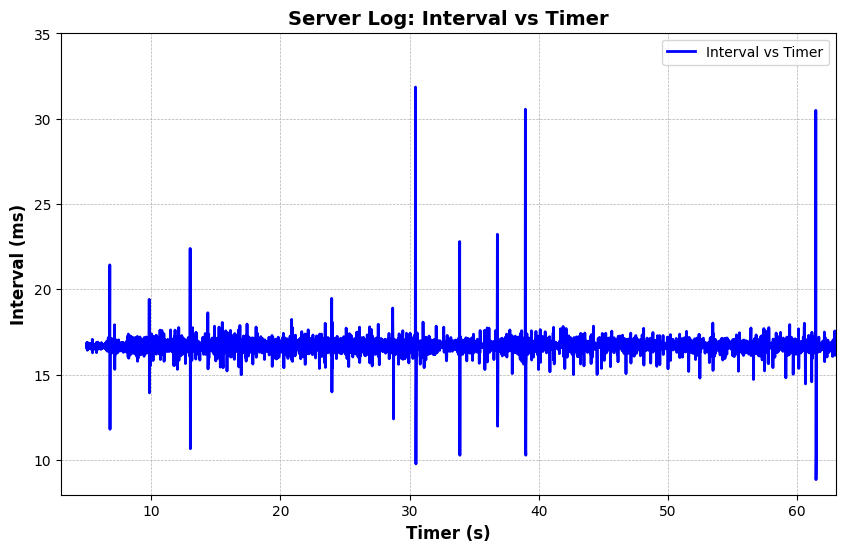 Server Log: Interval vs Timer
Interval vs Timer
35
30
25
20
15
10
Interval (ms)
10 20 30 40 50 60
Timer (s)